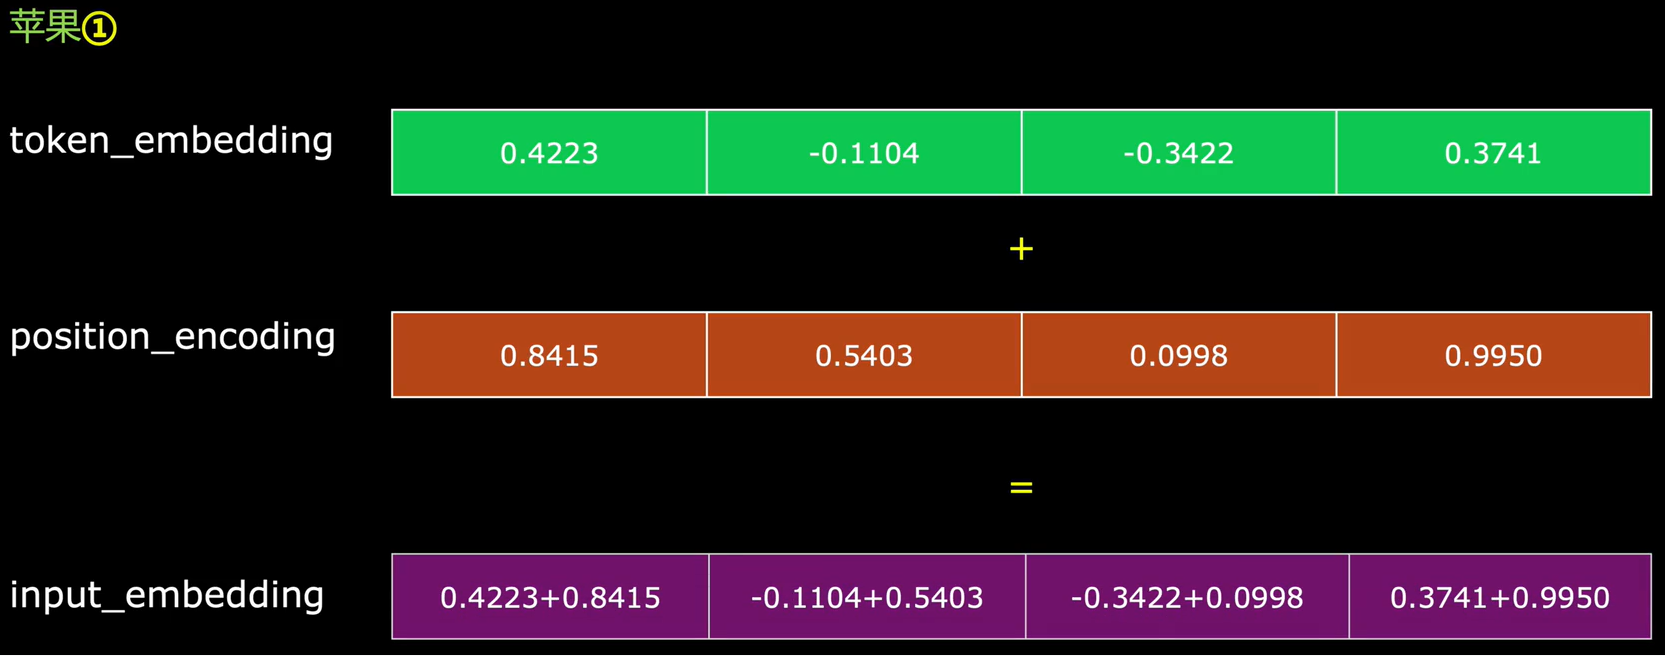 苹果①
token_embedding 0.4223 -0.1104 -0.3422 0.3741
+
position_encoding 0.8415 0.5403 0.0998 0.9950
=
input_embedding 0.4223+0.8415 -0.1104+0.5403 -0.3422+0.0998 0.3741+0.9950